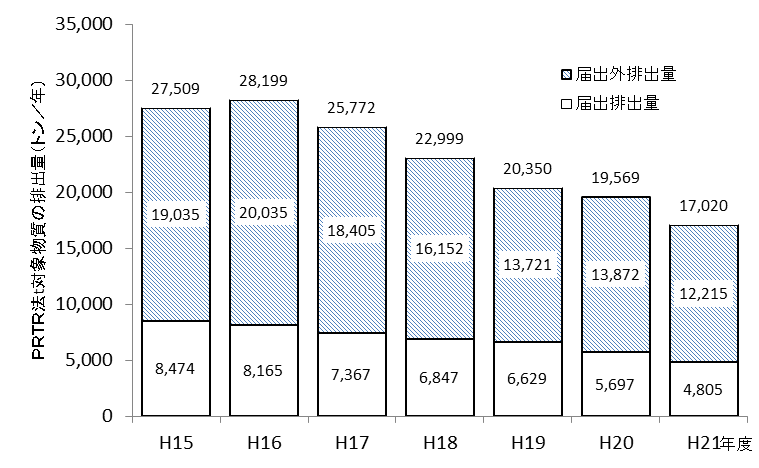 PRTR法t対象物質の排出量(トン／年)
35,000
30,000
25,000
20,000
15,000
10,000
5,000
0
届出外排出量
届出排出量
27,509
28,199
25,772
22,999
20,350
19,569
17,020
19,035
20,035
18,405
16,152
13,721
13,872
12,215
8,474
8,165
7,367
6,847
6,629
5,697
4,805
H15
H16
H17
H18
H19
H20
H21年度